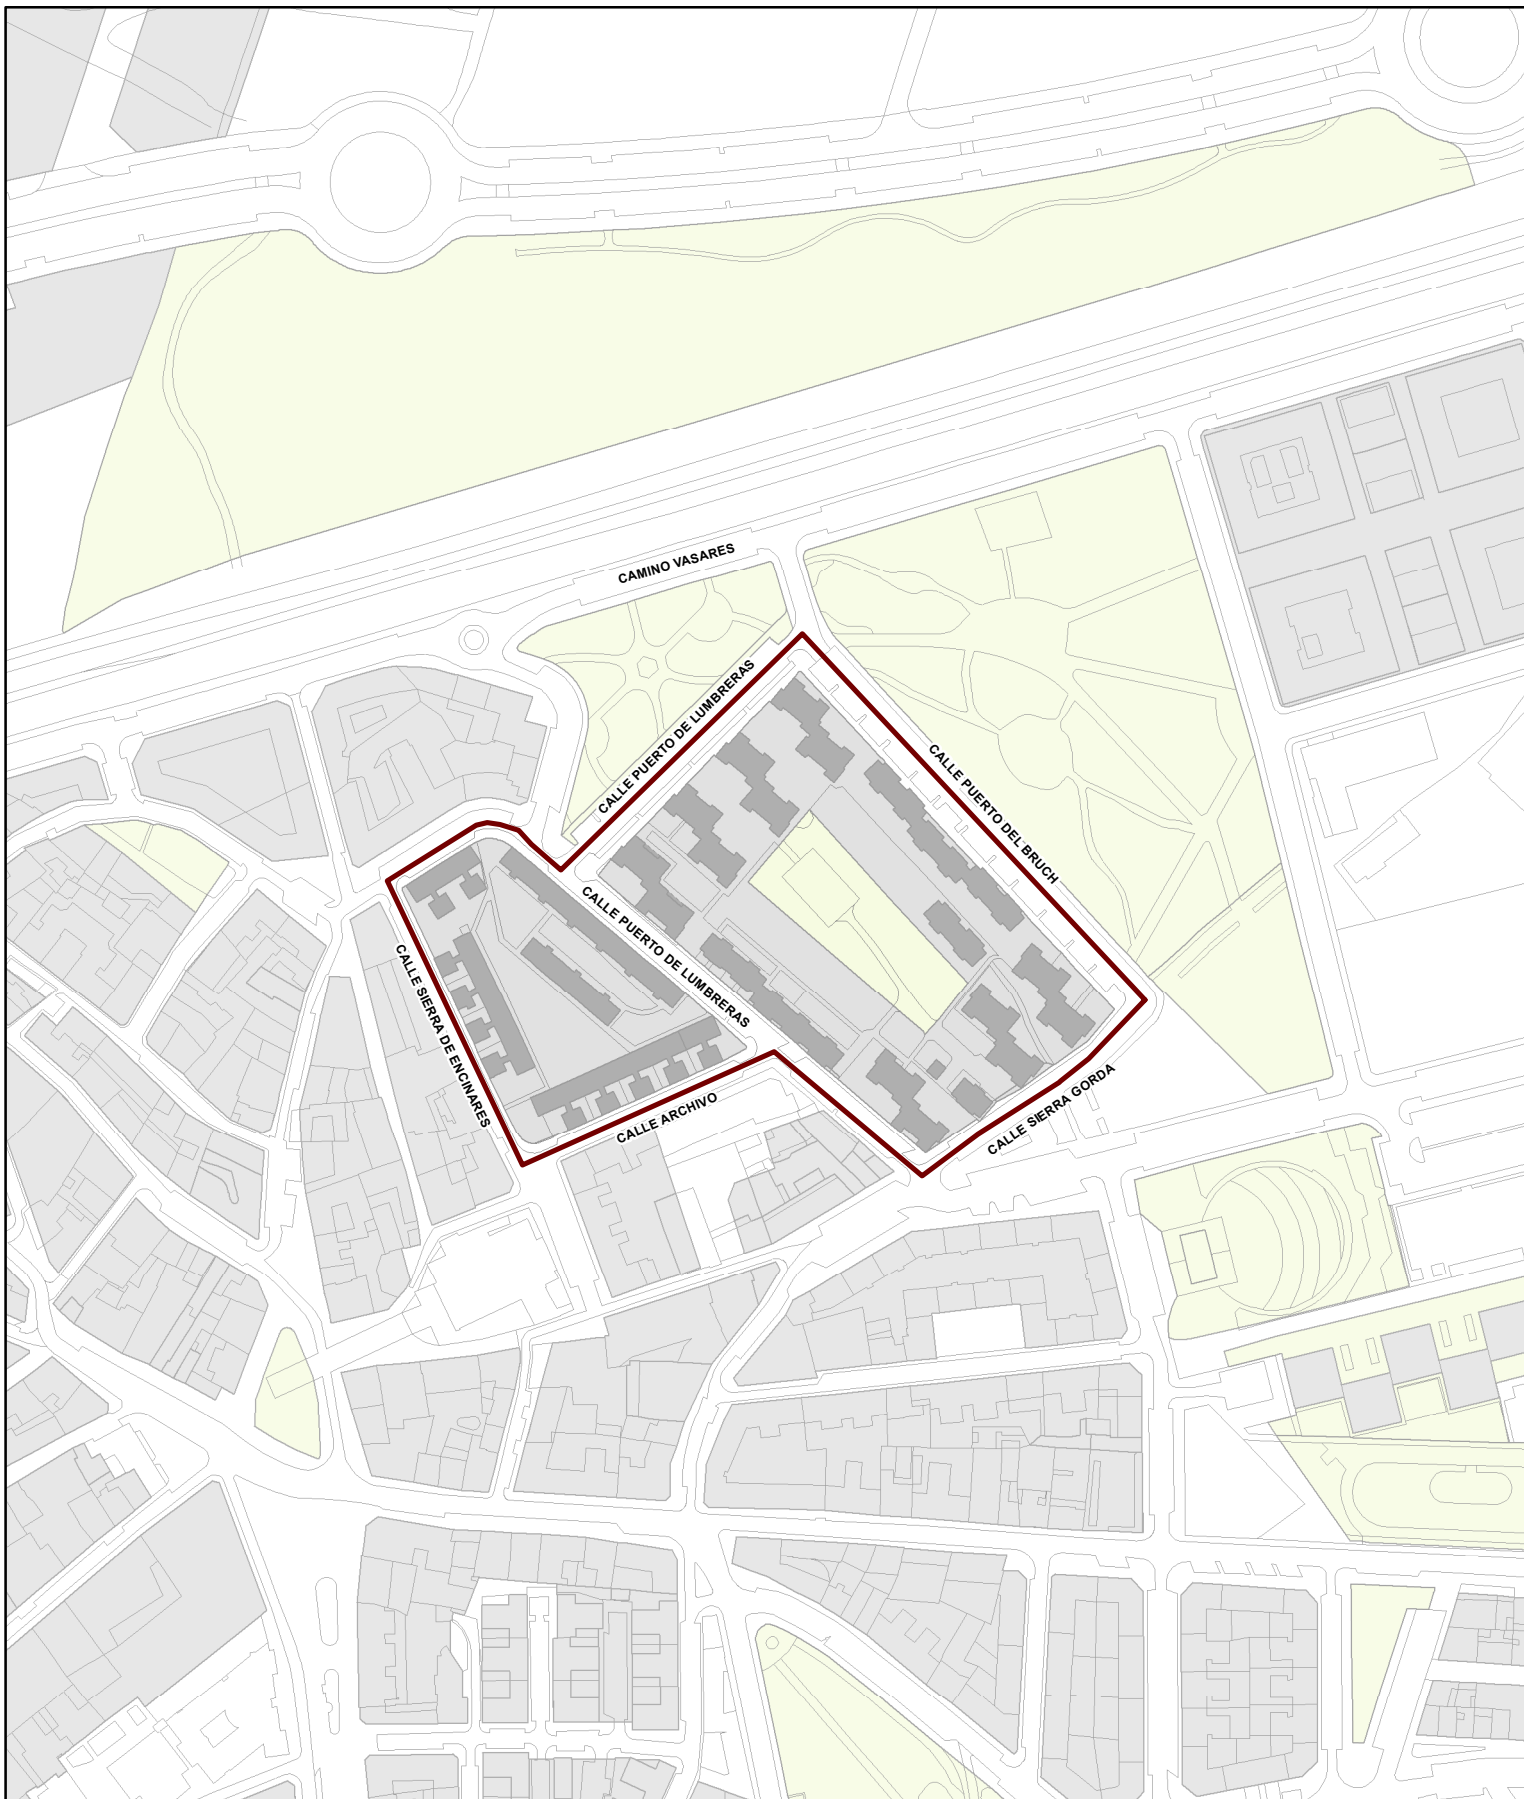 CAMINO VASARES
CALLE PUERTO DE LUMBRERAS
CALLE PUERTO DEL BRUCH
CALLE PUERTO DE LUMBRERAS
CALLE SIERRA DE ENCINARES
CALLE ARCHIVO
CALLE SIERRA GORDA